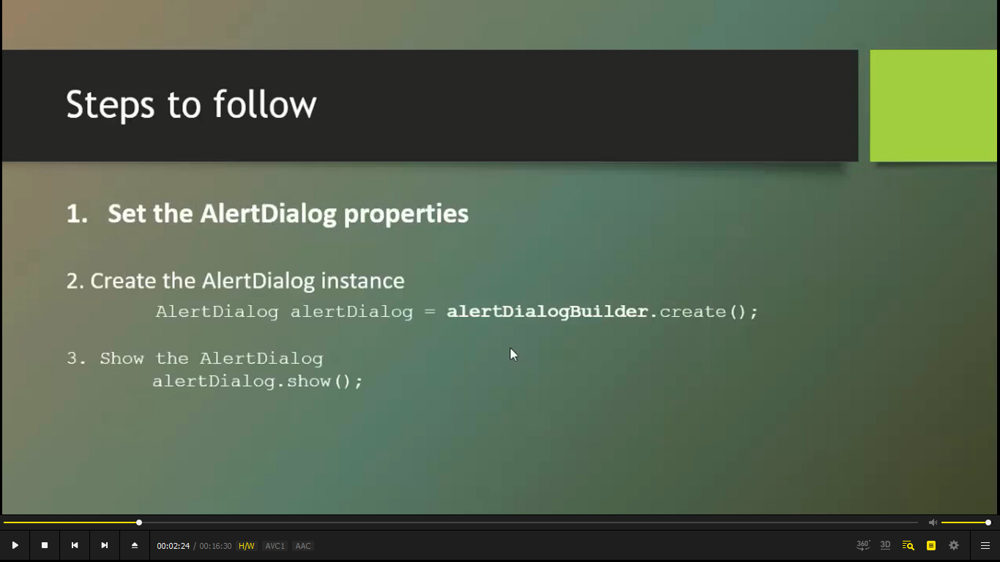 Steps to follow
1. Set the AlertDialog properties
2. Create the AlertDialog instance
AlertDialog alertDialog = alertDialogBuilder.create();
3. Show the AlertDialog
alertDialog.show();
00:02:24 / 00:16:30 H/W AVC1 AAC
360° 3D